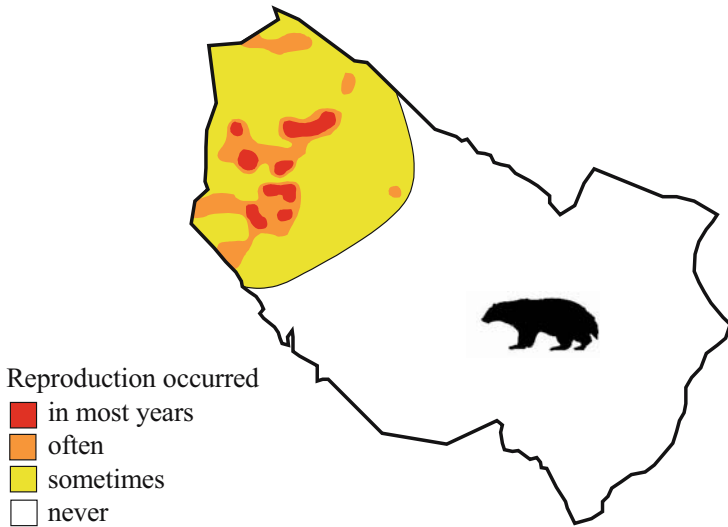 Reproduction occurred
in most years
often
sometimes
never